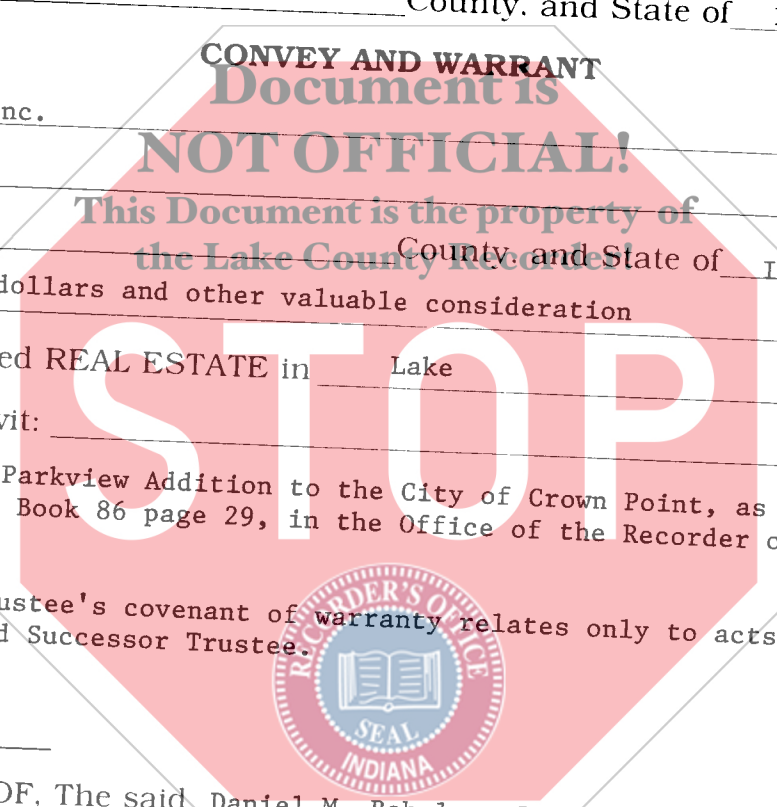 County. and State of
CONVEY AND WARRANT
Document is
nc.
NOT OFFICIAL!
This Document is the property of
the Lake County Recorder!
County. and State of I
dollars and other valuable consideration
ed REAL ESTATE in Lake
STOP
vit:
Parkview Addition to the City of Crown Point, as
Book 86 page 29, in the Office of the Recorder
ustee's covenant of warranty relates only to acts
d Successor Trustee.
RECORDER'S OFFICE
SEAL
INDIANA
OF, The said Daniel M.